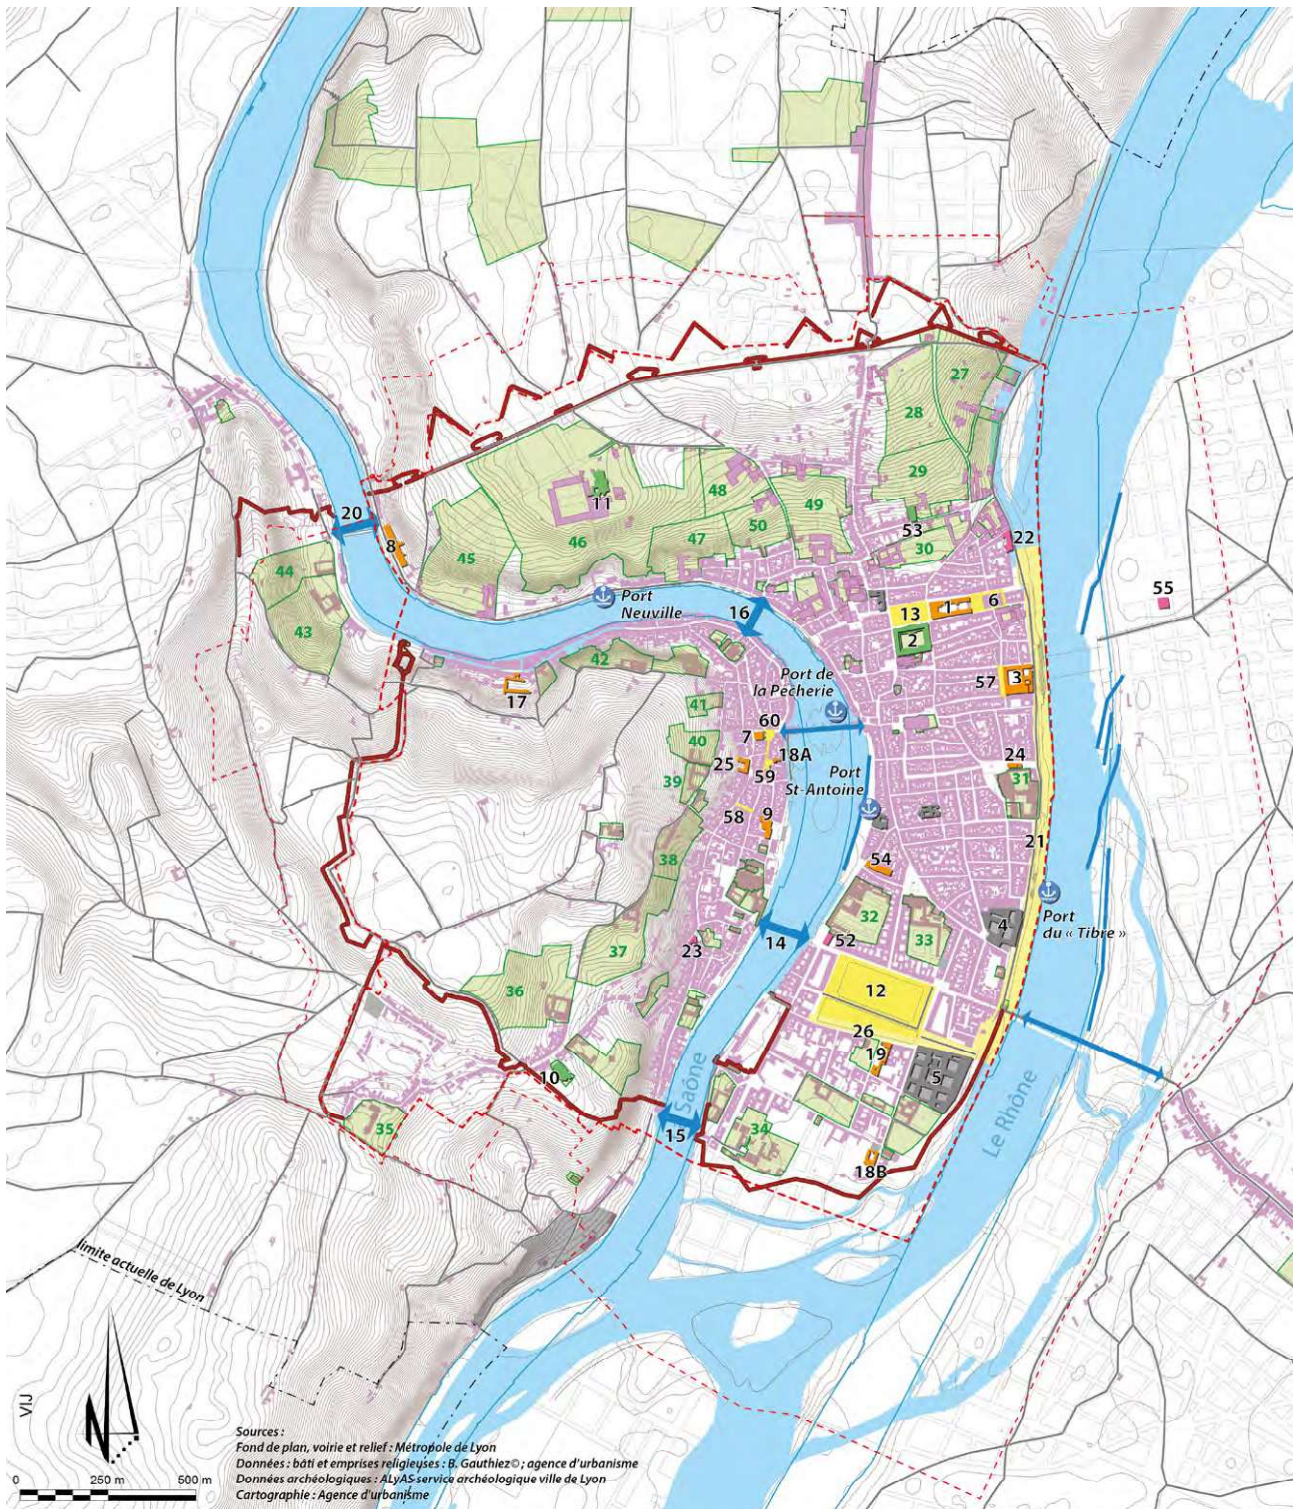 27
28
29
48
11
49
20
50
53
8
47
46
45
30
22
44
55
Port
Neuville
16
13
1
6
2
43
42
Port de
la Pêcherie
57
3
17
41
60
7
40
18A
25
24
59
Port
St-Antoine
39
31
58
9
38
21
54
Port
du « Tibre »
32
4
33
52
23
14
37
36
12
26
19
10
5
Saône
Le Rhône
15
34
35
18B
limite actuelle de Lyon
VIJ
N
Sources :
Fond de plan, voirie et relief : Métropole de Lyon
Données : bâti et emprises religieuses : B. Gauthiez© ; agence d'urbanisme
Données archéologiques : ALyAS-service archéologique ville de Lyon
Cartographie : Agence d'urbanisme
0 250 m 500 m